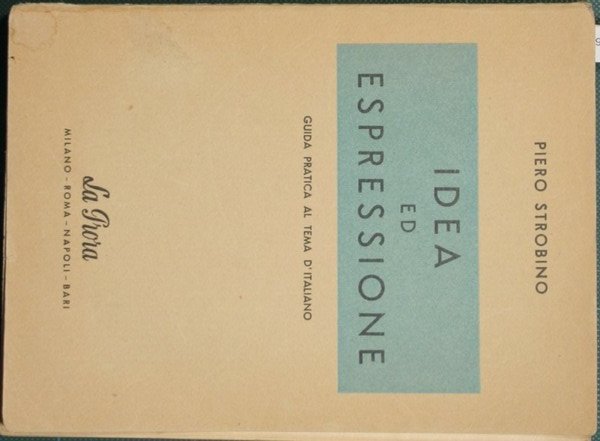 PIERO STROBINO
IDEA
ED
ESPRESSIONE
GUIDA PRATICA AL TEMA D'ITALIANO
La Prora
MILANO - ROMA - NAPOLI - BARI